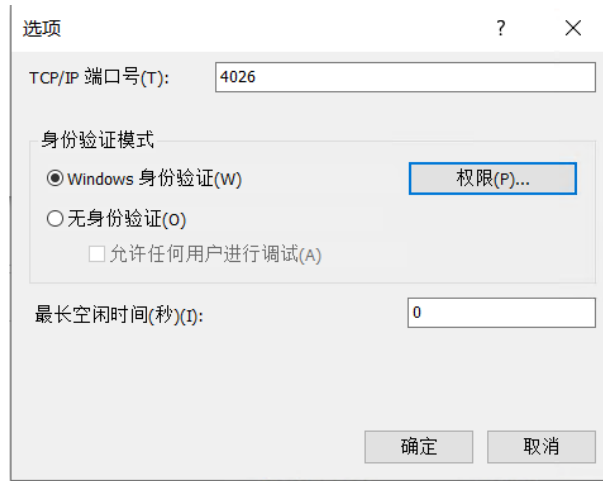 选项
TCP/IP 端口号(T): 4026
身份验证模式
Windows 身份验证(W) 权限(P)...
无身份验证(O)
允许任何用户进行调试(A)
最长空闲时间(秒)(I): 0
确定 取消